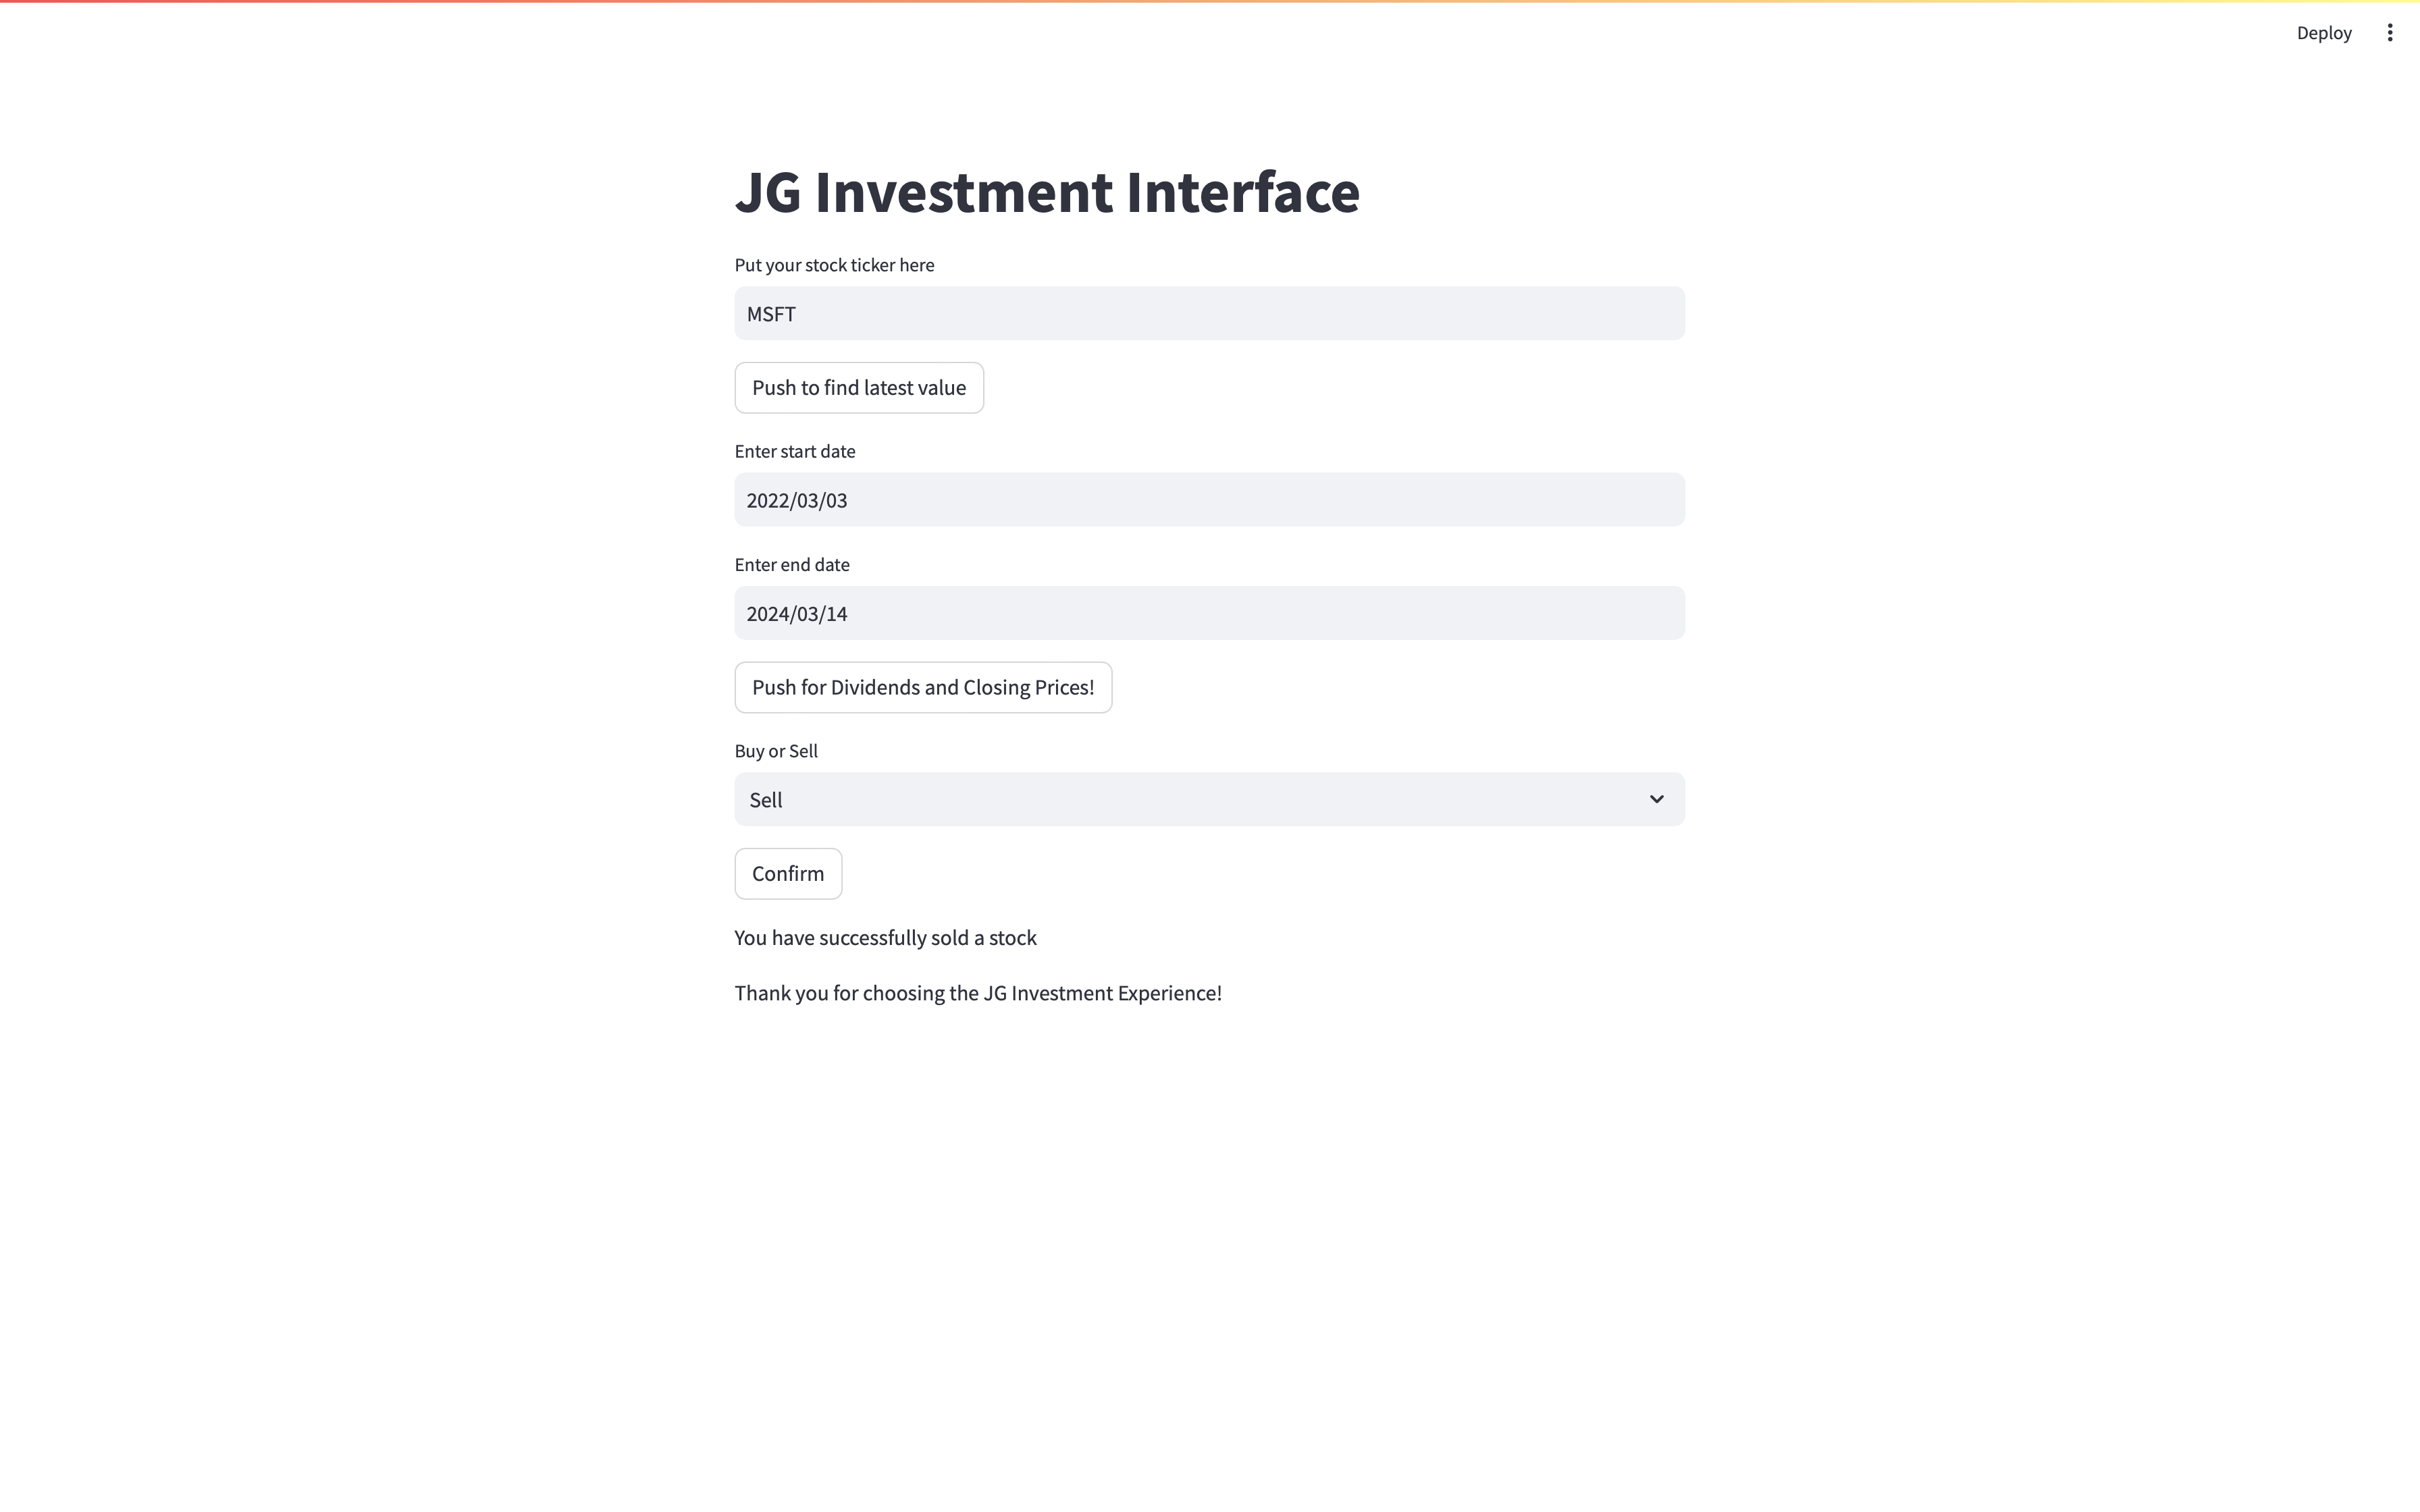 Deploy
JG Investment Interface
Put your stock ticker here
MSFT
Push to find latest value
Enter start date
2022/03/03
Enter end date
2024/03/14
Push for Dividends and Closing Prices!
Buy or Sell
Sell
Confirm
You have successfully sold a stock
Thank you for choosing the JG Investment Experience!